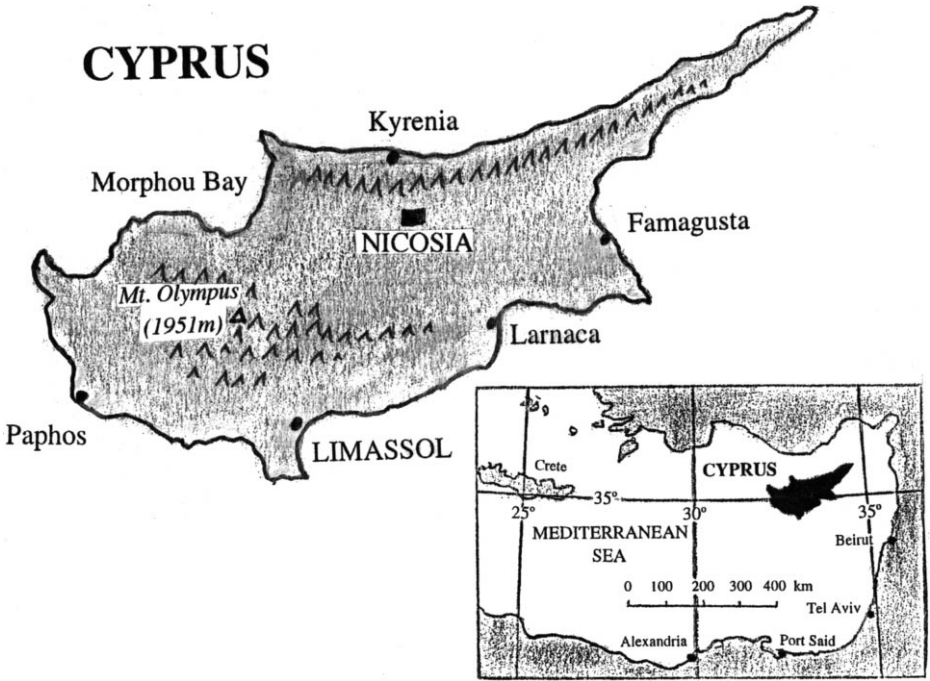 CYPRUS
Kyrenia
Morphou Bay
Famagusta
NICOSIA
Mt. Olympus
(1951m)
Larnaca
Paphos
LIMASSOL
CYPRUS
Crete
35°
25°
30°
35°
MEDITERRANEAN
SEA
Beirut
0 100 200 300 400 km
Tel Aviv
Alexandria
Port Said